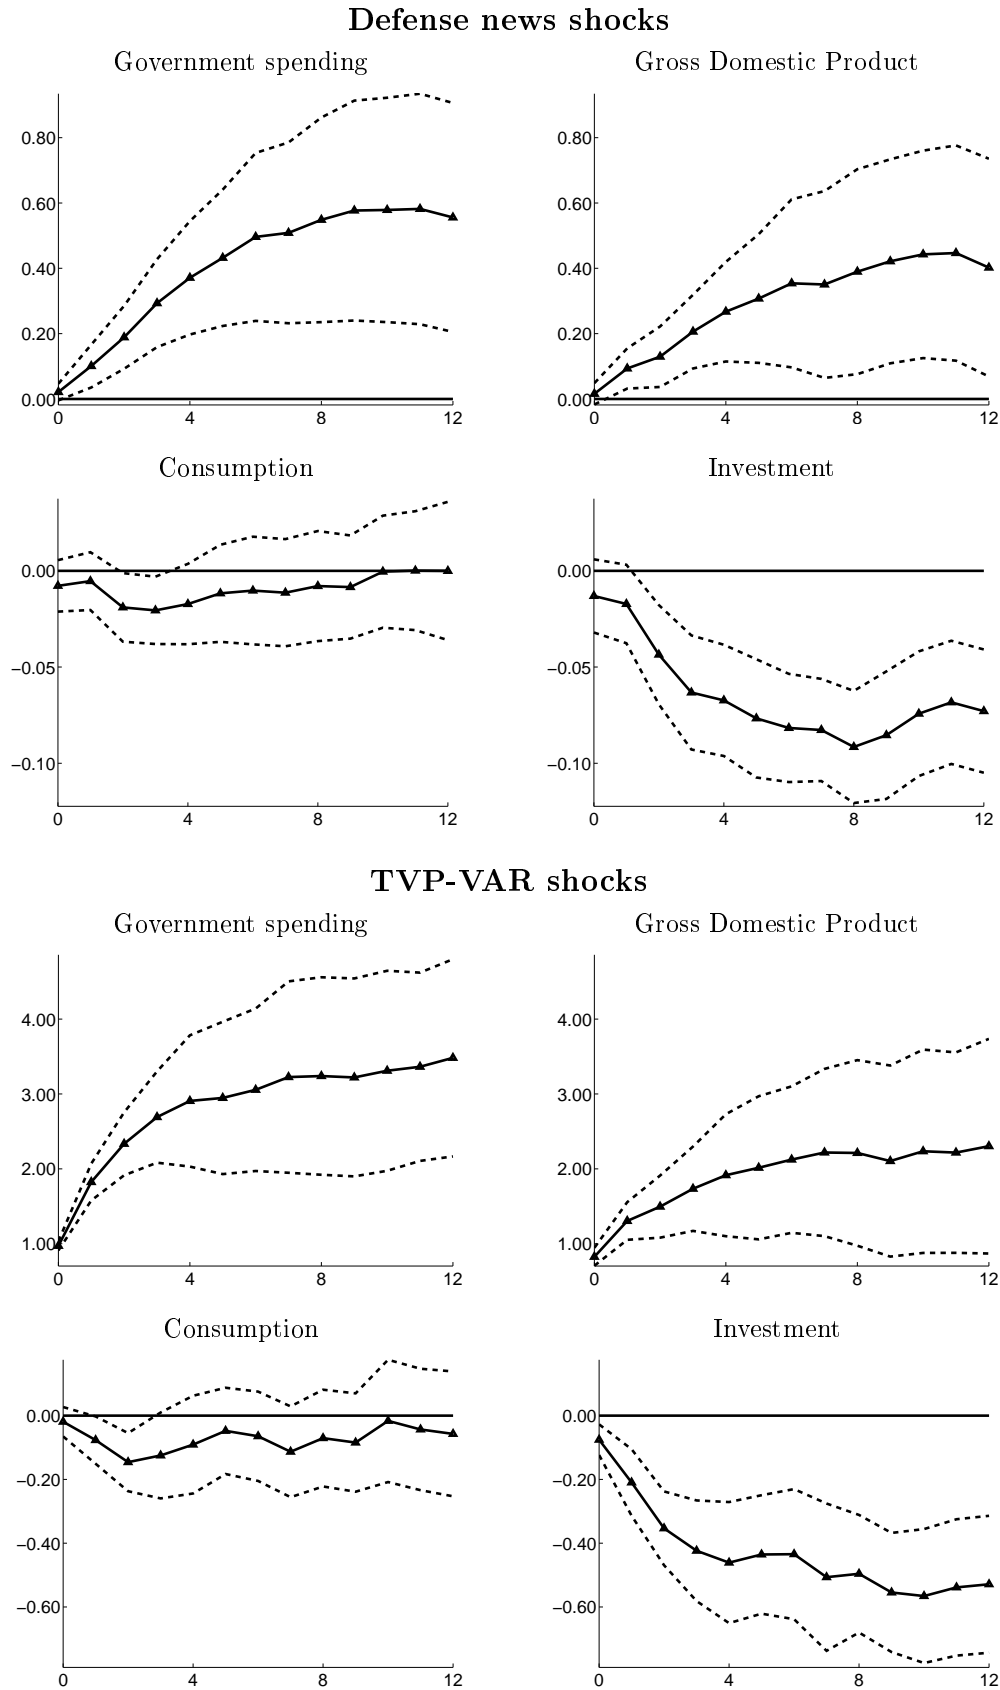 Defense news shocks
Government spending
Gross Domestic Product
0.80
0.60
0.40
0.20
0.00
0 4 8 12
0.80
0.60
0.40
0.20
0.00
0 4 8 12
Consumption
Investment
0.00
−0.05
−0.10
0 4 8 12
0.00
−0.05
−0.10
0 4 8 12
TVP-VAR shocks
Government spending
Gross Domestic Product
4.00
3.00
2.00
1.00
0 4 8 12
4.00
3.00
2.00
1.00
0 4 8 12
Consumption
Investment
0.00
−0.20
−0.40
−0.60
0 4 8 12
0.00
−0.20
−0.40
−0.60
0 4 8 12